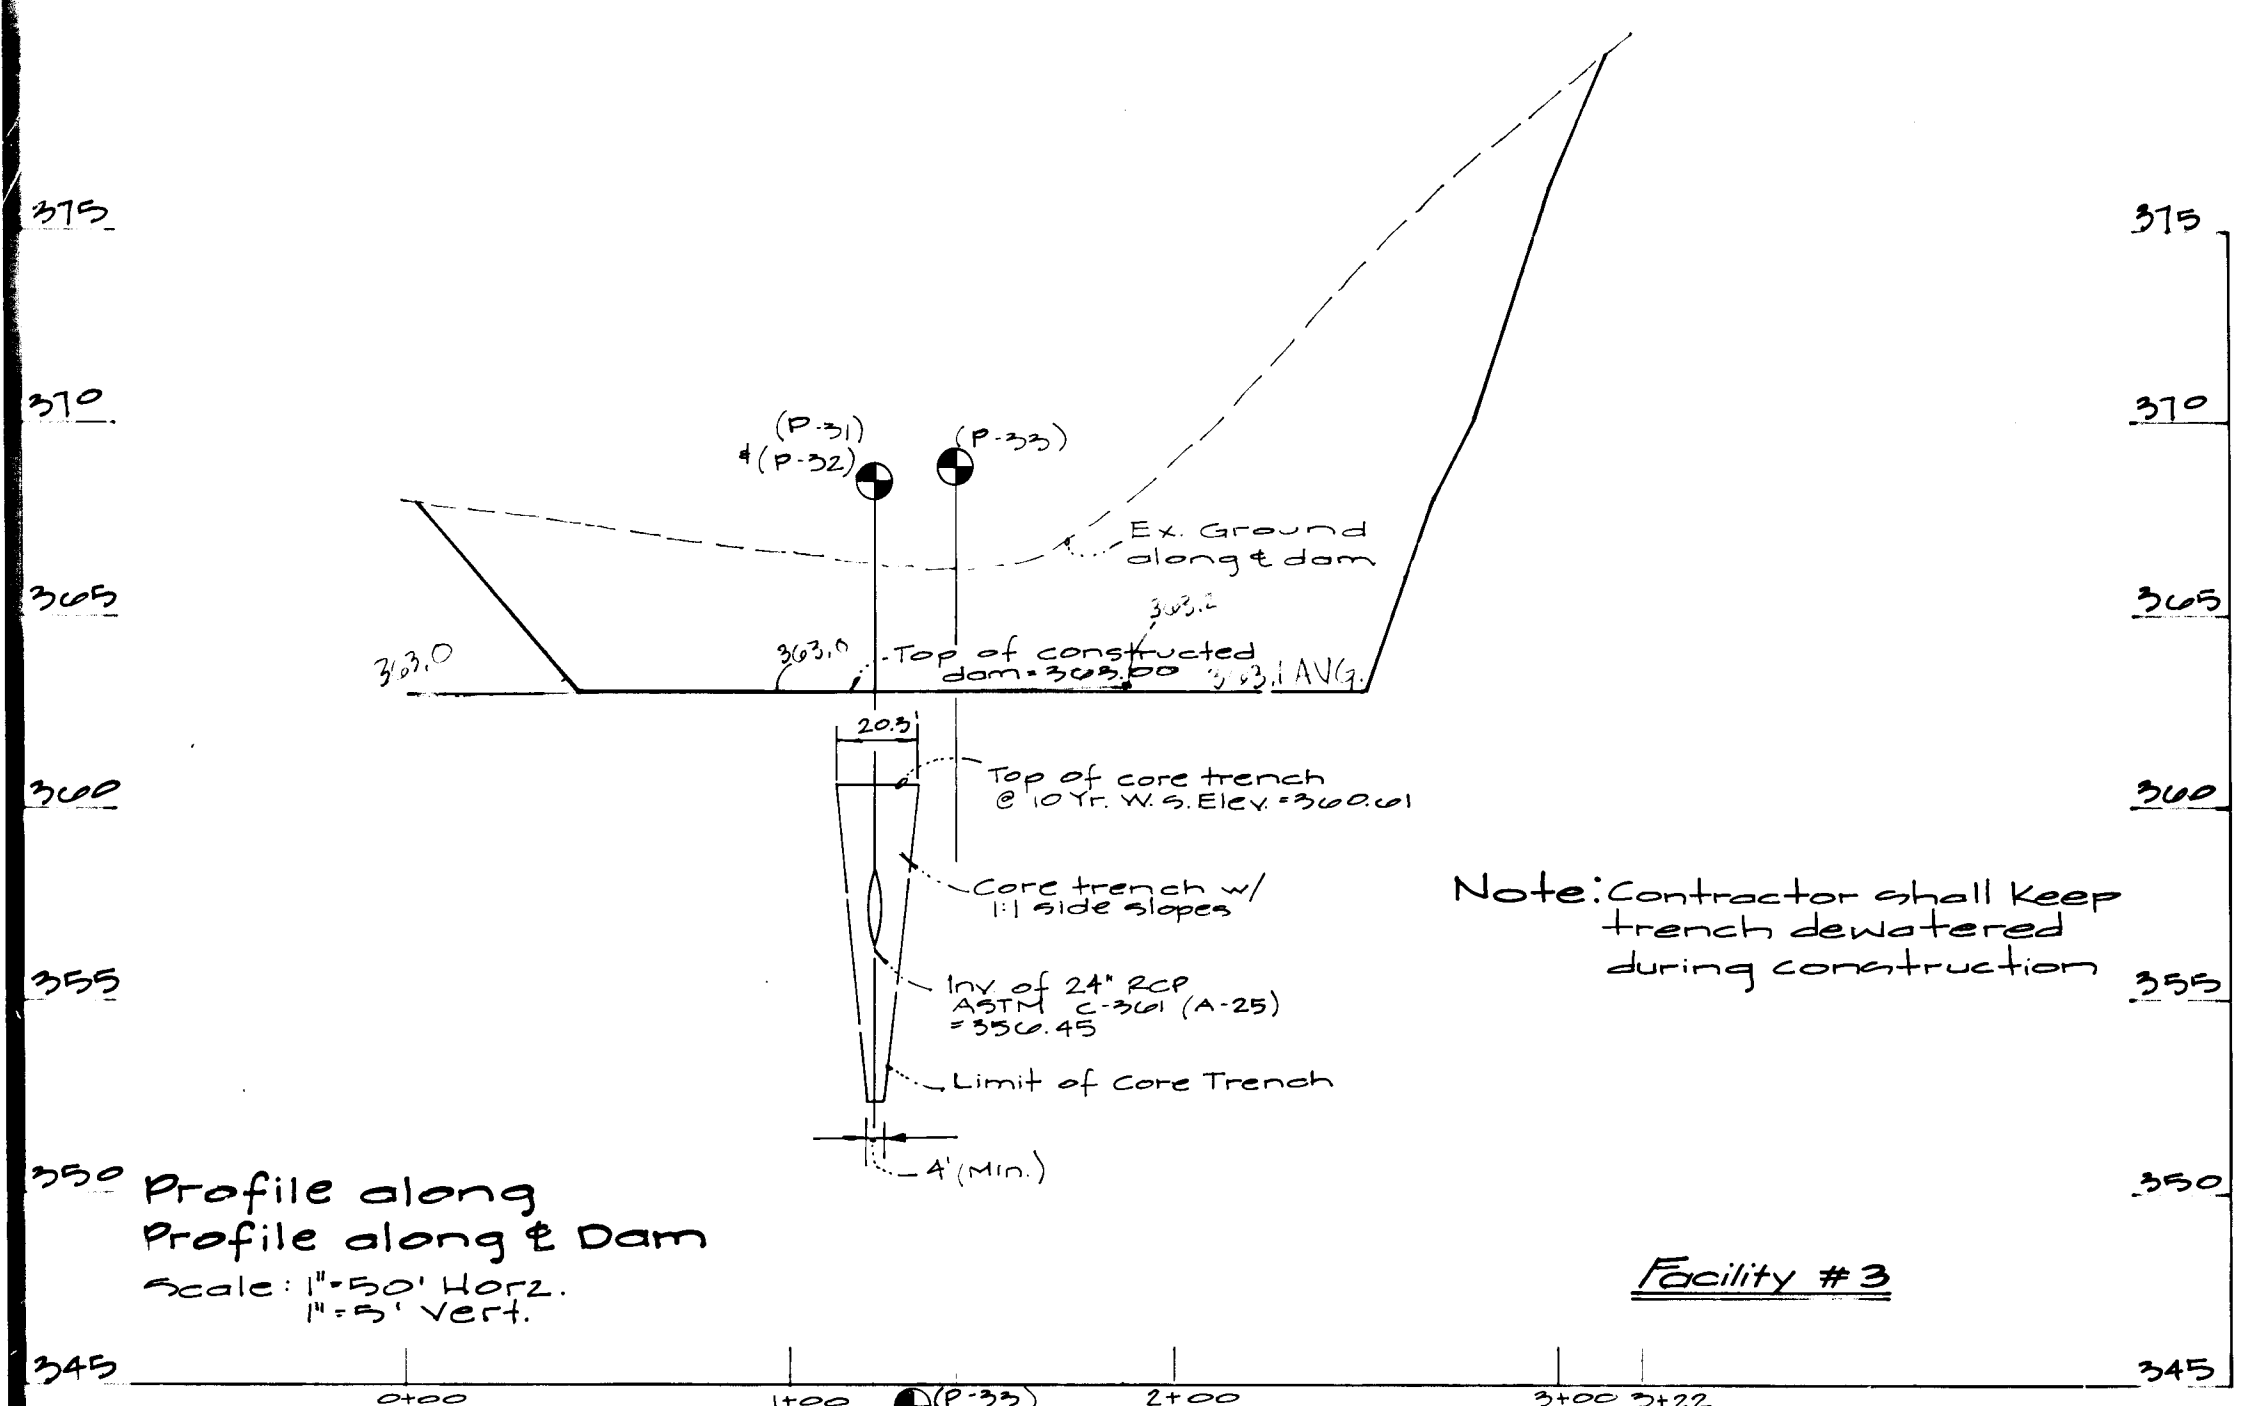 375
375
370
370
(P-31)
& (P-32)
(P-33)
Ex. Ground
along ℄ dam
365
365
363.2
363.0
363.0
Top of constructed
dam = 363.00
363.1 AVG.
20.3'
Top of core trench
@ 10 Yr. W.S. Elev. = 360.61
360
360
Core trench w/
1:1 side slopes
Note: Contractor shall keep
trench dewatered
during construction
Inv. of 24" RCP
ASTM C-361 (A-25)
= 356.45
355
355
Limit of Core Trench
4' (Min.)
350
350
Profile along
Profile along ℄ Dam
Scale: 1"=50' Horz.
1"=5' Vert.
Facility #3
345
345
0+00
1+00
(P-33)
2+00
3+00
3+22